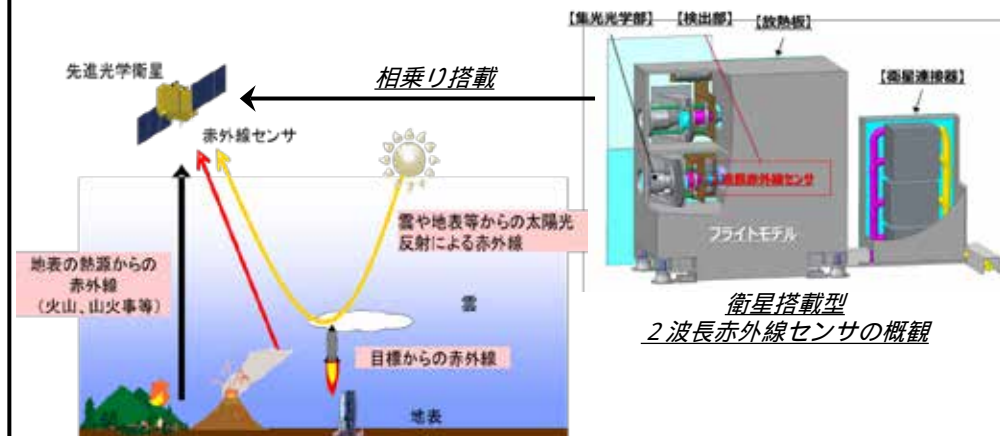 【集光光学部】 【検出部】 【放熱板】
先進光学衛星
相乗り搭載
【衛星連接器】
赤外線センサ
波長赤外線センサ
雲や地表等からの太陽光
反射による赤外線
フライトモデル
地表の熱源からの
赤外線
(火山、山火事等)
雲
衛星搭載型
2波長赤外線センサの概観
目標からの赤外線
地表